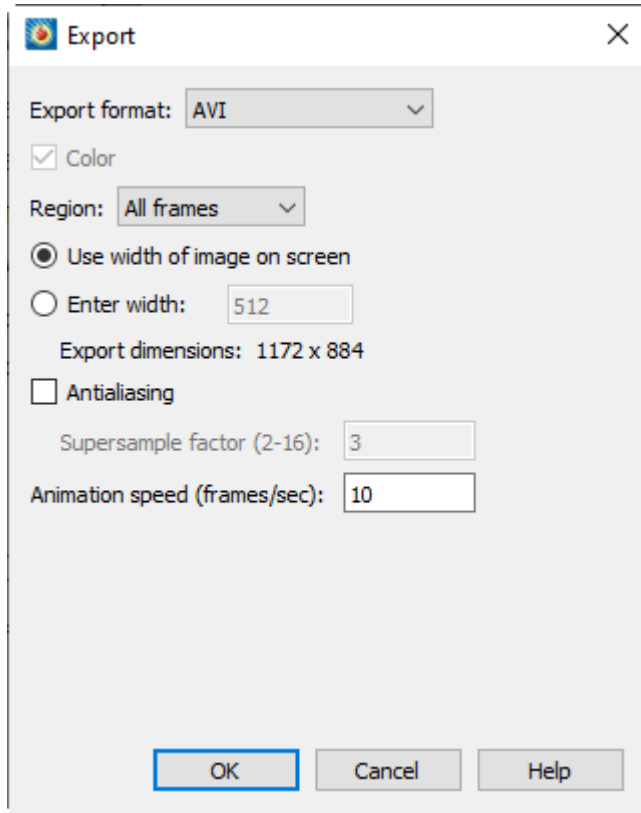 Export
Export format: AVI
Color
Region: All frames
Use width of image on screen
Enter width: 512
Export dimensions: 1172 x 884
Antialiasing
Supersample factor (2-16): 3
Animation speed (frames/sec): 10
OK Cancel Help